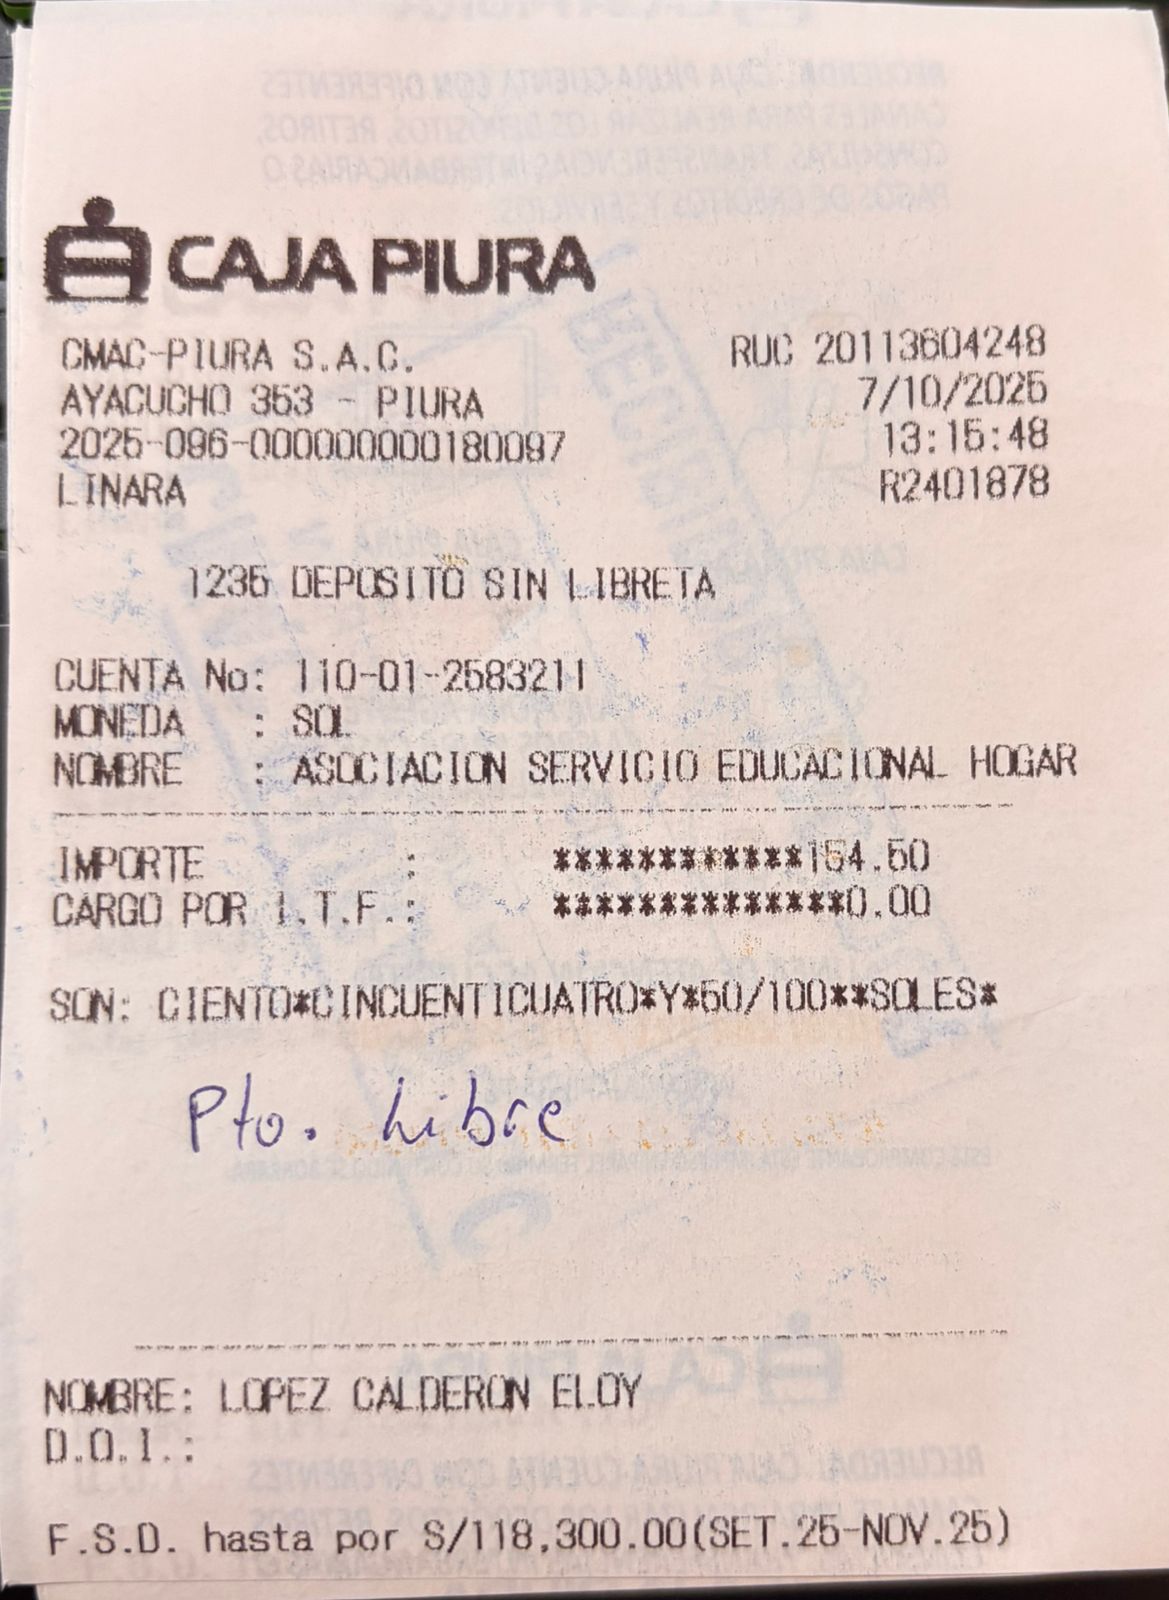 CAJA PIURA
CMAC-PIURA S.A.C. RUC 20113604248
AYACUCHO 353 - PIURA 7/10/2025
2025-096-000000000180097 13:15:48
LINARA R2401878
1235 DEPOSITO SIN LIBRETA
CUENTA No: 110-01-2583211
MONEDA : SOL
NOMBRE : ASOCIACION SERVICIO EDUCACIONAL HOGAR
IMPORTE : ************154.50
CARGO POR I.T.F.: **************0.00
SON: CIENTO*CINCUENTICUATRO*Y*50/100**SOLES*
Pto. Libre
NOMBRE: LOPEZ CALDERON ELOY
D.O.I.:
F.S.D. hasta por S/118,300.00(SET.25-NOV.25)